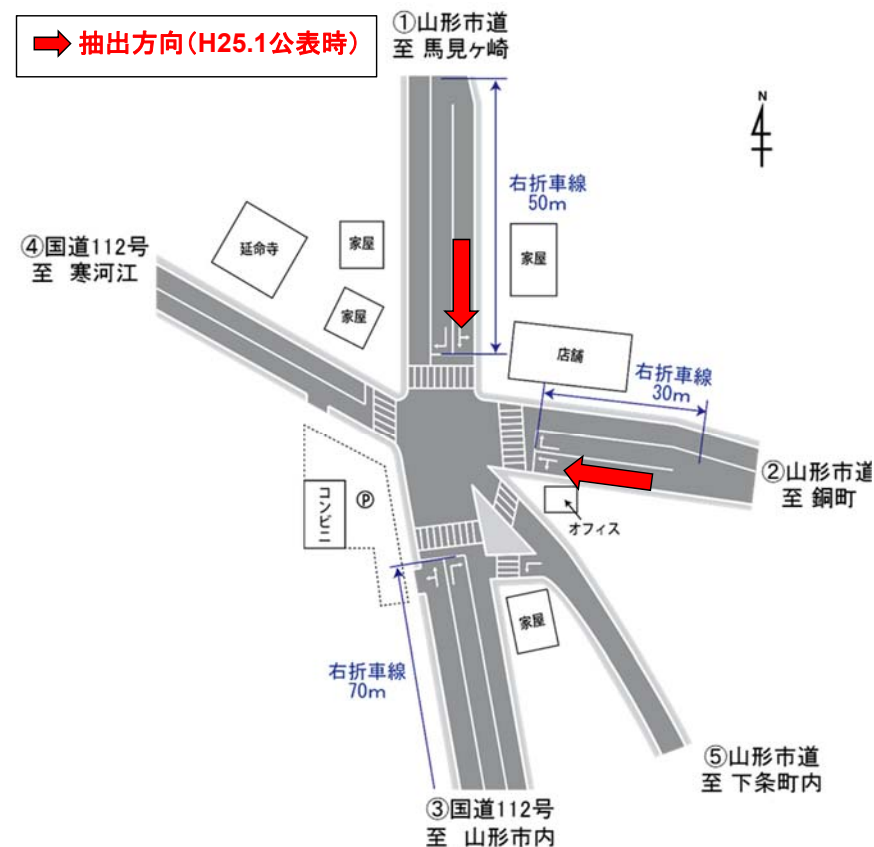 抽出方向(H25.1公表時)
①山形市道
至 馬見ヶ崎
N
右折車線
50m
④国道112号
至 寒河江
延命寺
家屋
家屋
家屋
店舗
右折車線
30m
②山形市道
至 銅町
コンビニ
Ⓟ
オフィス
家屋
右折車線
70m
⑤山形市道
至 下条町内
③国道112号
至 山形市内